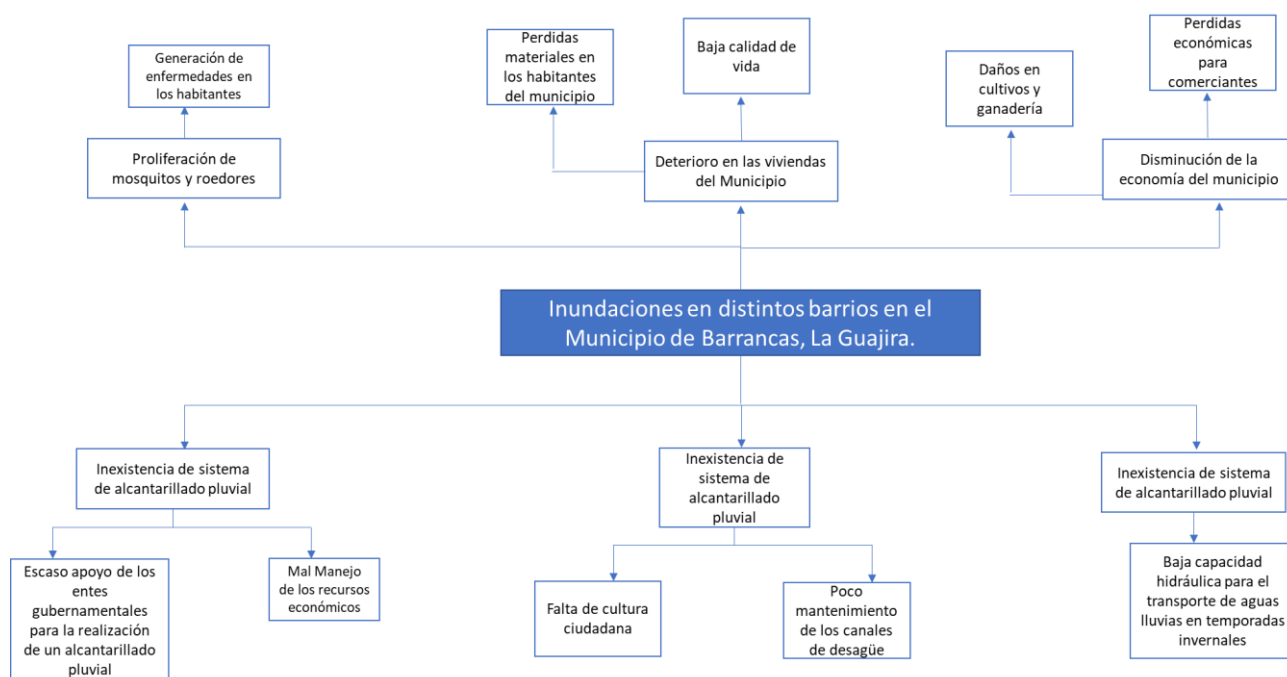 Generación de
enfermedades en
los habitantes
Perdidas
materiales en
los habitantes
del municipio
Baja calidad de
vida
Daños en
cultivos y
ganadería
Perdidas
económicas
para
comerciantes
Proliferación de
mosquitos y roedores
Deterioro en las viviendas
del Municipio
Disminución de la
economía del municipio
Inundaciones en distintos barrios en el
Municipio de Barrancas, La Guajira.
Inexistencia de sistema
de alcantarillado pluvial
Inexistencia de
sistema de
alcantarillado
pluvial
Inexistencia de sistema
de alcantarillado pluvial
Escaso apoyo de los
entes
gubernamentales
para la realización
de un alcantarillado
pluvial
Mal Manejo
de los recursos
económicos
Falta de cultura
ciudadana
Poco
mantenimiento
de los canales
de desagüe
Baja capacidad
hidráulica para el
transporte de aguas
lluvias en temporadas
invernales